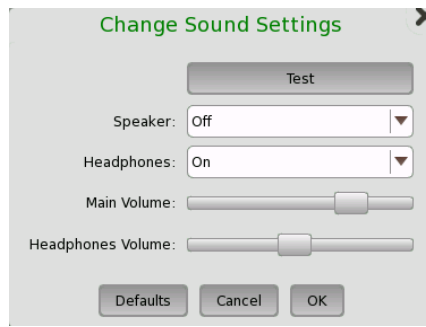 Change Sound Settings
Test
Speaker: Off
Headphones: On
Main Volume:
Headphones Volume:
Defaults Cancel OK